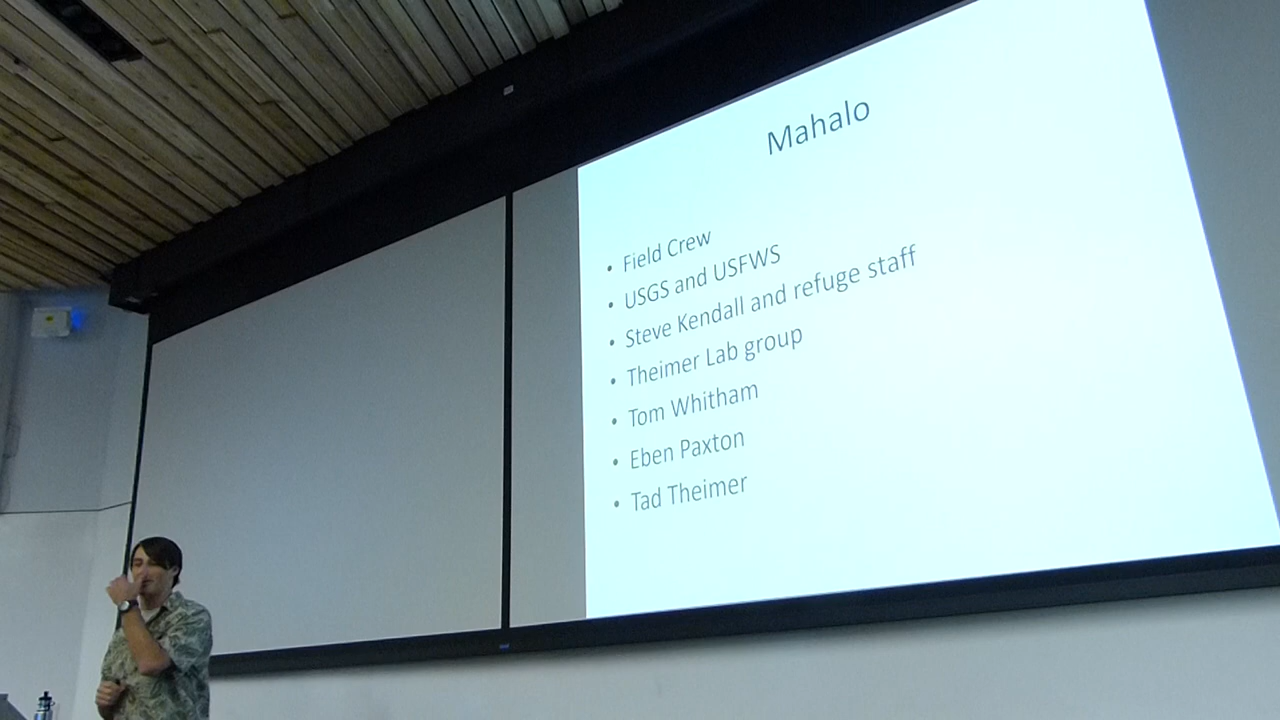 Mahalo
• Field Crew
• USGS and USFWS
• Steve Kendall and refuge staff
• Theimer Lab group
• Tom Whitham
• Eben Paxton
• Tad Theimer